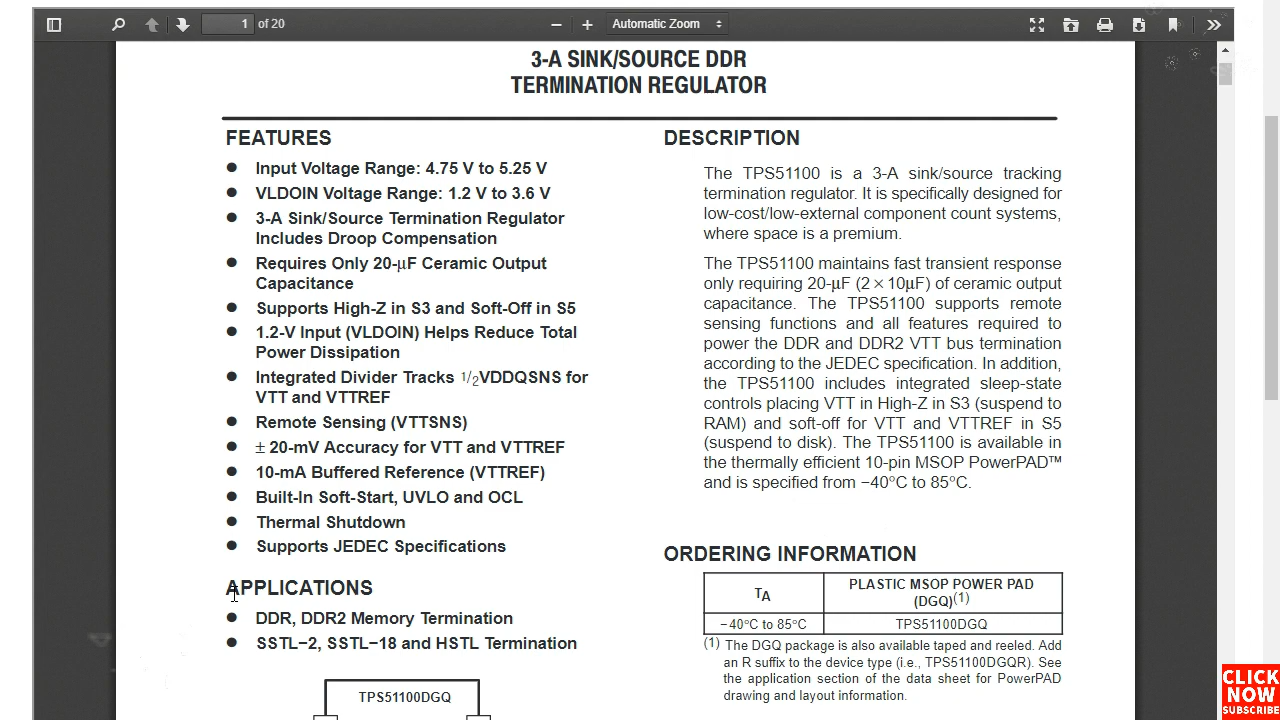 1 of 20
Automatic Zoom
3-A SINK/SOURCE DDR
TERMINATION REGULATOR
FEATURES
● Input Voltage Range: 4.75 V to 5.25 V
● VLDOIN Voltage Range: 1.2 V to 3.6 V
● 3-A Sink/Source Termination Regulator
Includes Droop Compensation
● Requires Only 20-μF Ceramic Output
Capacitance
● Supports High-Z in S3 and Soft-Off in S5
● 1.2-V Input (VLDOIN) Helps Reduce Total
Power Dissipation
● Integrated Divider Tracks 1/2VDDQSNS for
VTT and VTTREF
● Remote Sensing (VTTSNS)
● ± 20-mV Accuracy for VTT and VTTREF
● 10-mA Buffered Reference (VTTREF)
● Built-In Soft-Start, UVLO and OCL
● Thermal Shutdown
● Supports JEDEC Specifications
APPLICATIONS
● DDR, DDR2 Memory Termination
● SSTL−2, SSTL−18 and HSTL Termination
TPS51100DGQ
DESCRIPTION
The TPS51100 is a 3-A sink/source tracking
termination regulator. It is specifically designed for
low-cost/low-external component count systems,
where space is a premium.
The TPS51100 maintains fast transient response
only requiring 20-μF (2 × 10μF) of ceramic output
capacitance. The TPS51100 supports remote
sensing functions and all features required to
power the DDR and DDR2 VTT bus termination
according to the JEDEC specification. In addition,
the TPS51100 includes integrated sleep-state
controls placing VTT in High-Z in S3 (suspend to
RAM) and soft-off for VTT and VTTREF in S5
(suspend to disk). The TPS51100 is available in
the thermally efficient 10-pin MSOP PowerPAD™
and is specified from −40°C to 85°C.
ORDERING INFORMATION
TA PLASTIC MSOP POWER PAD
(DGQ)(1)
−40°C to 85°C TPS51100DGQ
(1) The DGQ package is also available taped and reeled. Add
an R suffix to the device type (i.e., TPS51100DGQR). See
the application section of the data sheet for PowerPAD
drawing and layout information.
CLICK
NOW
SUBSCRIBE